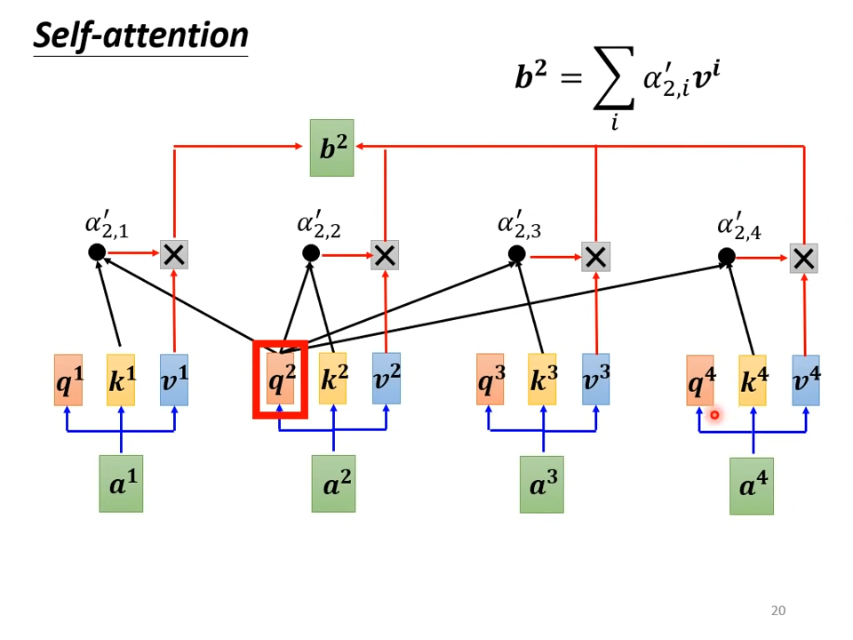 Self-attention
b² = ∑ᵢ α′₂,ᵢ vⁱ
b²
α′₂,₁ α′₂,₂ α′₂,₃ α′₂,₄
× × × ×
q¹ k¹ v¹ q² k² v² q³ k³ v³ q⁴ k⁴ v⁴
a¹ a² a³ a⁴
20